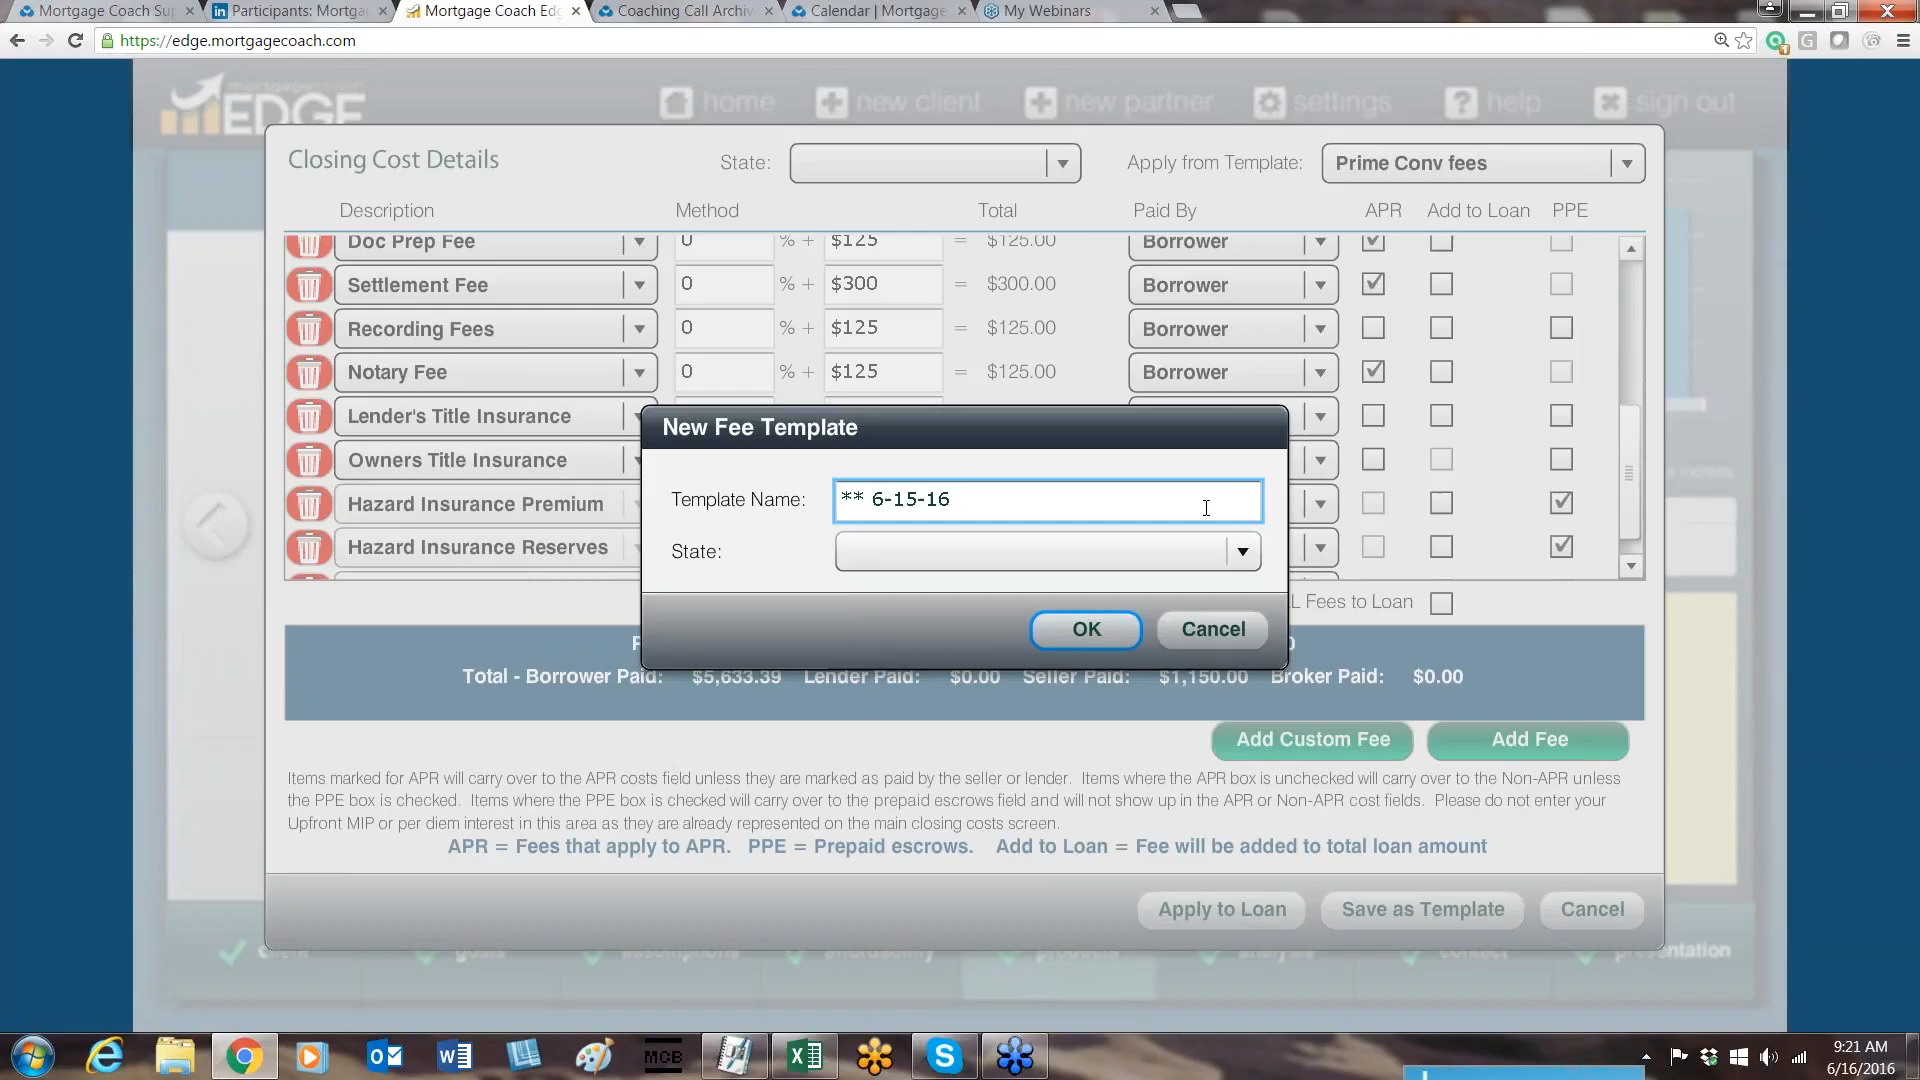 Mortgage Coach Sup
Participants: Mortga
Mortgage Coach Edg
Coaching Call Archiv
Calendar | Mortgage
My Webinars
https://edge.mortgagecoach.com
EDGE
home
new client
new partner
settings
help
sign out
Closing Cost Details
State:
Apply from Template:
Prime Conv fees
Description
Method
Total
Paid By
APR
Add to Loan
PPE
Doc Prep Fee 0 % + $125 = $125.00 Borrower
Settlement Fee 0 % + $300 = $300.00 Borrower
Recording Fees 0 % + $125 = $125.00 Borrower
Notary Fee 0 % + $125 = $125.00 Borrower
Lender's Title Insurance
Owners Title Insurance
Hazard Insurance Premium
Hazard Insurance Reserves
New Fee Template
Template Name: ** 6-15-16
State:
OK
Cancel
Fees to Loan
Total - Borrower Paid: $5,633.39 Lender Paid: $0.00 Seller Paid: $1,150.00 Broker Paid: $0.00
Add Custom Fee
Add Fee
Items marked for APR will carry over to the APR costs field unless they are marked as paid by the seller or lender. Items where the APR box is unchecked will carry over to the Non-APR unless
the PPE box is checked. Items where the PPE box is checked will carry over to the prepaid escrows field and will not show up in the APR or Non-APR cost fields. Please do not enter your
Upfront MIP or per diem interest in this area as they are already represented on the main closing costs screen.
APR = Fees that apply to APR. PPE = Prepaid escrows. Add to Loan = Fee will be added to total loan amount
Apply to Loan
Save as Template
Cancel
goals
assumptions
affordability
products
analysis
contact
presentation
MCB
9:21 AM
6/16/2016